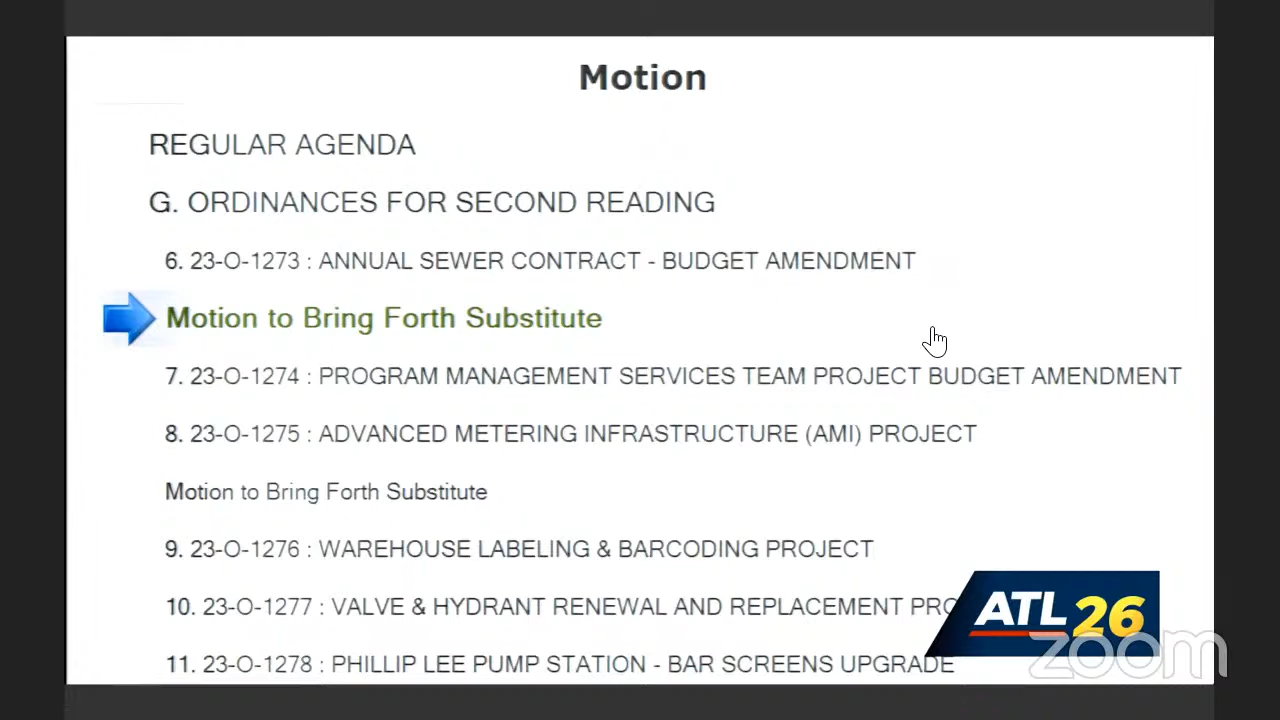 Motion
REGULAR AGENDA
G. ORDINANCES FOR SECOND READING
6. 23-O-1273 : ANNUAL SEWER CONTRACT - BUDGET AMENDMENT
Motion to Bring Forth Substitute
7. 23-O-1274 : PROGRAM MANAGEMENT SERVICES TEAM PROJECT BUDGET AMENDMENT
8. 23-O-1275 : ADVANCED METERING INFRASTRUCTURE (AMI) PROJECT
Motion to Bring Forth Substitute
9. 23-O-1276 : WAREHOUSE LABELING & BARCODING PROJECT
10. 23-O-1277 : VALVE & HYDRANT RENEWAL AND REPLACEMENT
ATL 26
zoom
11. 23-O-1278 : PHILLIP LEE PUMP STATION - BAR SCREENS UPGRADE